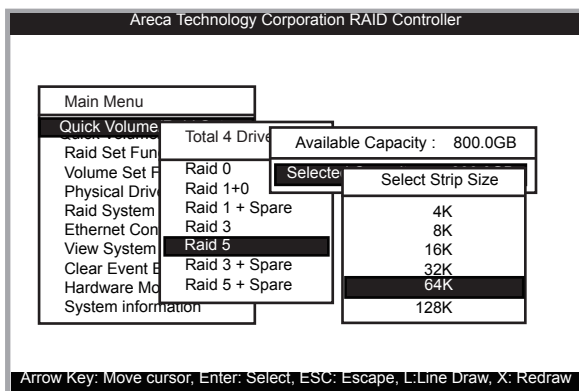 Areca Technology Corporation RAID Controller
Main Menu
Quick Volume
Raid Set Fun
Volume Set F
Physical Driv
Raid System
Ethernet Con
View System
Clear Event B
Hardware Mo
System information
Total 4 Drive
Raid 0
Raid 1+0
Raid 1 + Spare
Raid 3
Raid 5
Raid 3 + Spare
Raid 5 + Spare
Available Capacity : 800.0GB
Selected
Select Strip Size
4K
8K
16K
32K
64K
128K
Arrow Key: Move cursor, Enter: Select, ESC: Escape, L:Line Draw, X: Redraw